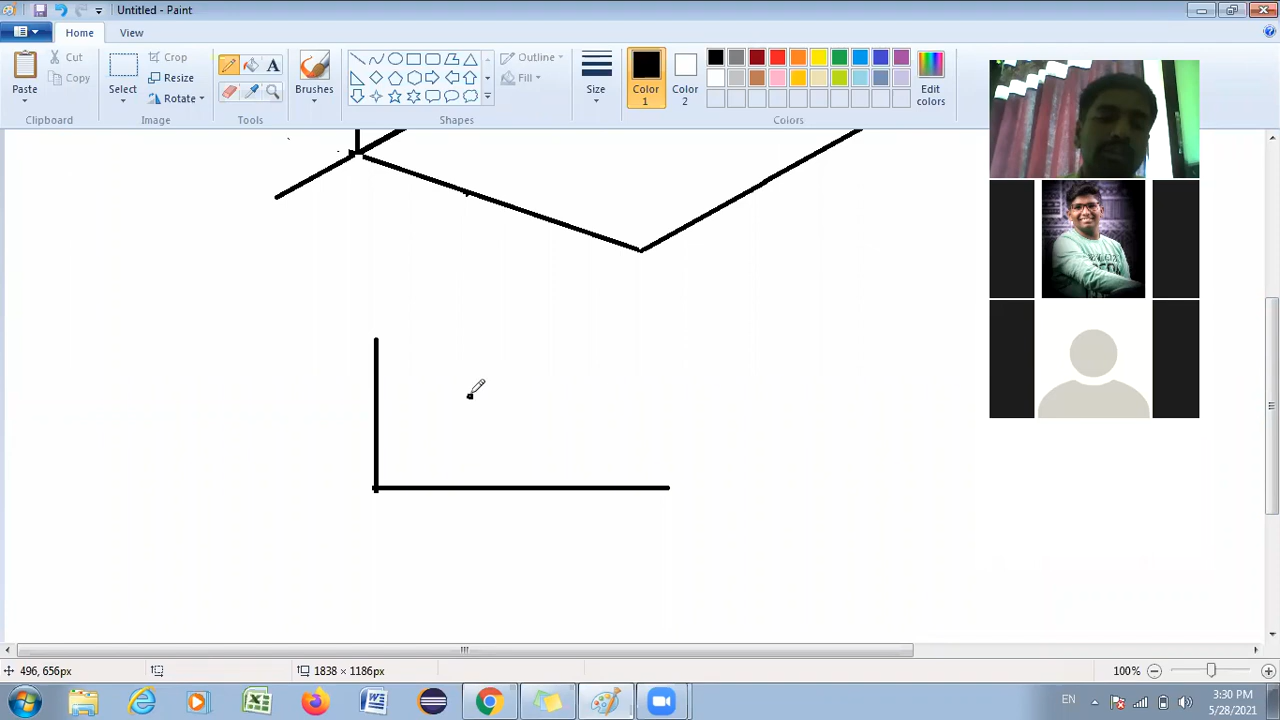 Untitled - Paint
Home
View
Paste
Cut
Copy
Clipboard
Select
Crop
Resize
Rotate
Image
A
Tools
Brushes
Outline
Fill
Shapes
Size
Color
1
Color
2
Edit
colors
Colors
496, 656px
1838 × 1186px
100%
EN
3:30 PM
5/28/2021